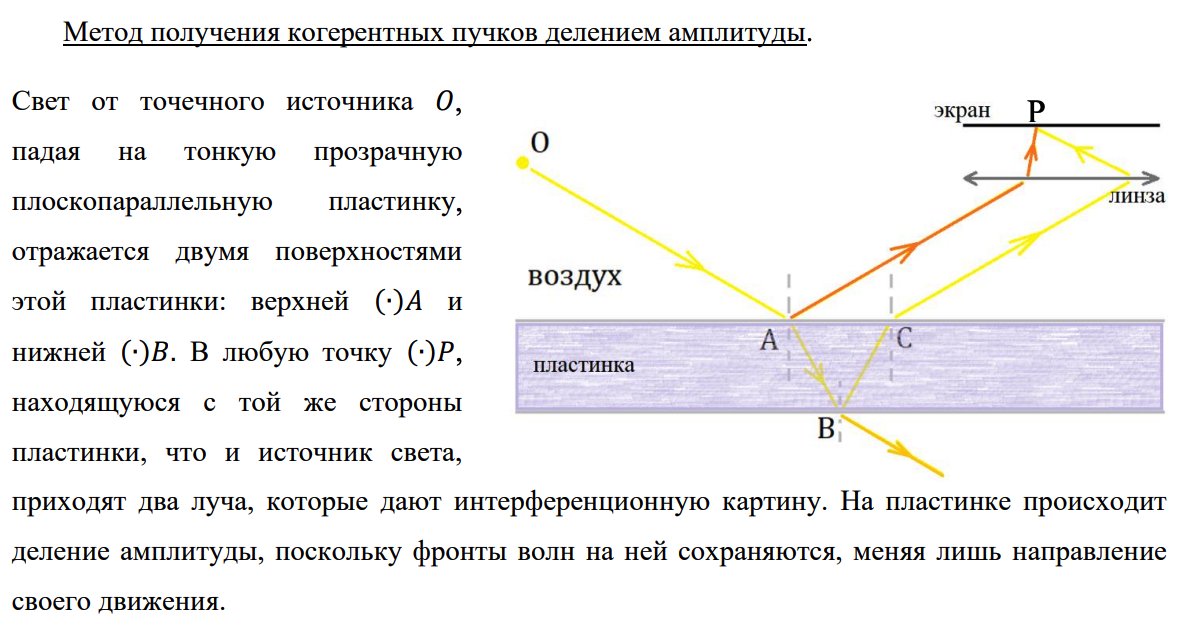 Метод получения когерентных пучков делением амплитуды.
Свет от точечного источника O,
падая на тонкую прозрачную
плоскопараллельную пластинку,
отражается двумя поверхностями
этой пластинки: верхней (·)A и
нижней (·)B. В любую точку (·)P,
находящуюся с той же стороны
пластинки, что и источник света,
приходят два луча, которые дают интерференционную картину. На пластинке происходит
деление амплитуды, поскольку фронты волн на ней сохраняются, меняя лишь направление
своего движения.
экран P
O
линза
воздух
A C
пластинка
B